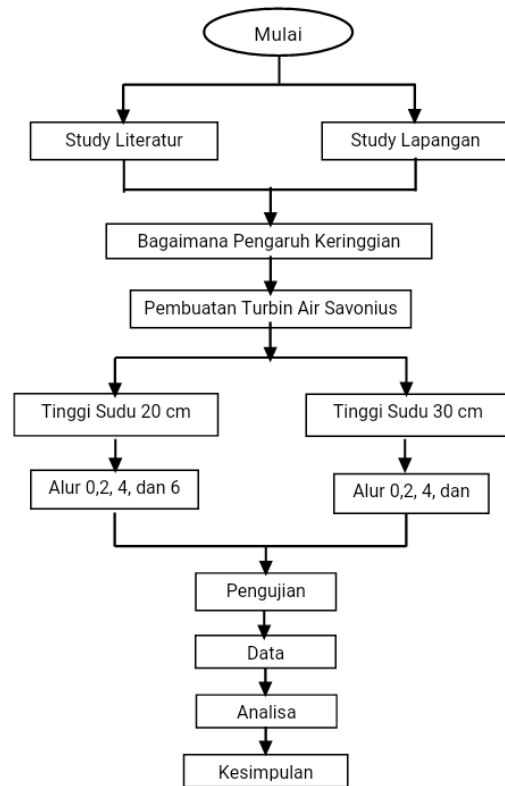 Mulai
Study Literatur
Study Lapangan
Bagaimana Pengaruh Keringgian
Pembuatan Turbin Air Savonius
Tinggi Sudu 20 cm
Tinggi Sudu 30 cm
Alur 0,2, 4, dan 6
Alur 0,2, 4, dan
Pengujian
Data
Analisa
Kesimpulan